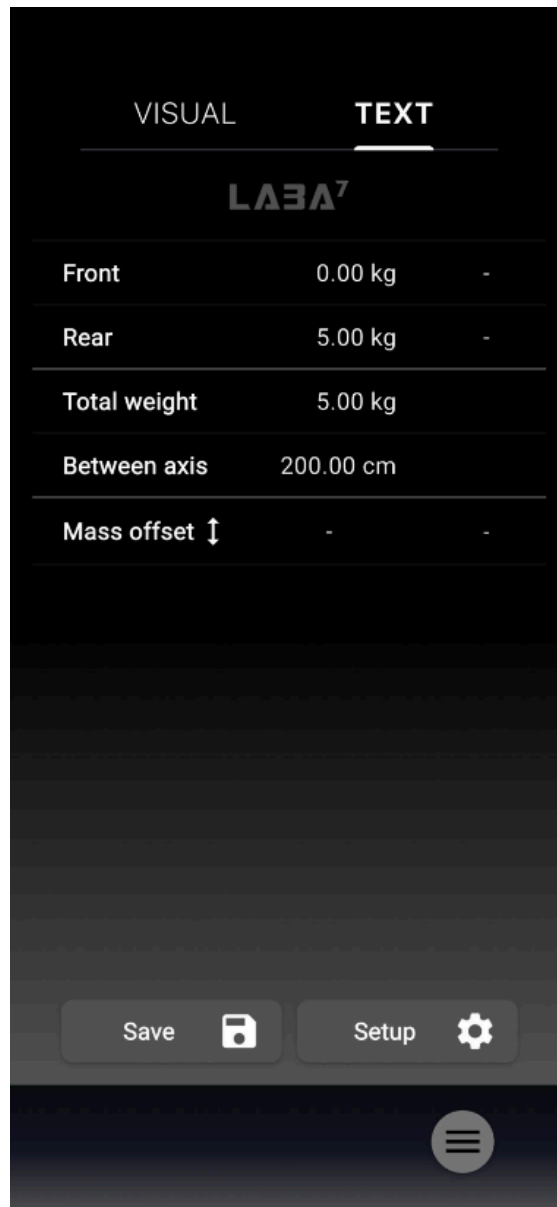 VISUAL TEXT
LABA7
Front 0.00 kg -
Rear 5.00 kg -
Total weight 5.00 kg
Between axis 200.00 cm
Mass offset ↕ - -
Save Setup